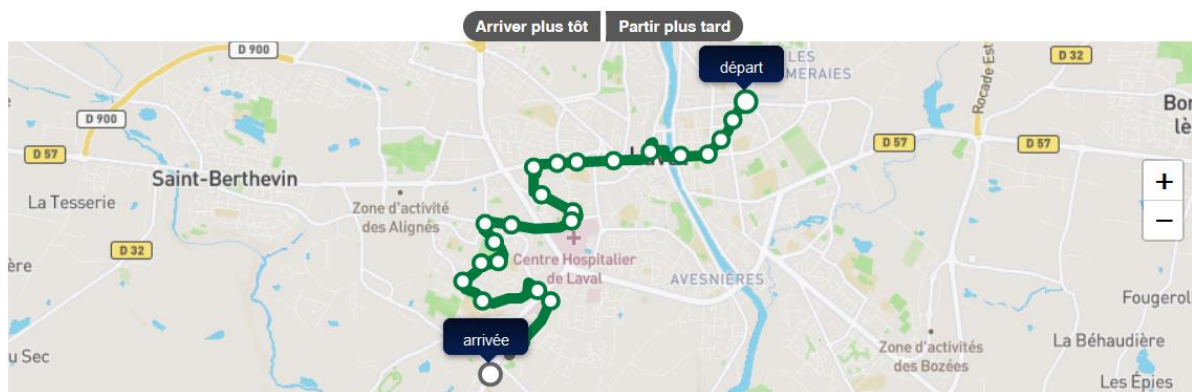 Arriver plus tôt
Partir plus tard
D 900
LES
MERAIES
D 32
départ
Rocade Est
D 900
D 57
D 57
D 57
Saint-Berthevin
La Tesserie
Zone d'activité
des Alignés
D 32
Centre Hospitalier
de Laval
AVESNIÈRES
+
−
Fougerol
arrivée
u Sec
Zone d'activités
des Bozées
La Béhaudière
Les Épies